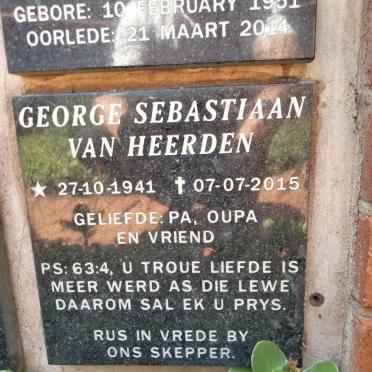 GEBORE: 10 FEBRUARY 1951
OORLEDE: 21 MAART 2014
GEORGE SEBASTIAAN
VAN HEERDEN
★ 27-10-1941 ✝ 07-07-2015
GELIEFDE: PA, OUPA
EN VRIEND
PS: 63:4, U TROUE LIEFDE IS
MEER WERD AS DIE LEWE
DAAROM SAL EK U PRYS.
RUS IN VREDE BY
ONS SKEPPER.